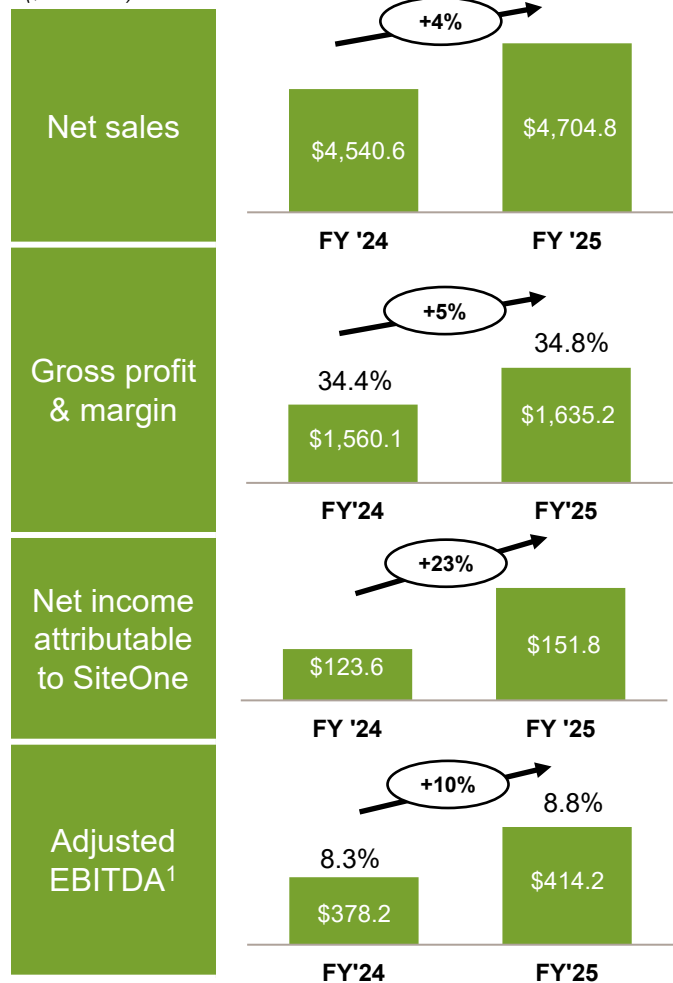 +4%
Net sales
$4,540.6
$4,704.8
FY '24
FY '25
+5%
Gross profit
& margin
34.4%
34.8%
$1,560.1
$1,635.2
FY'24
FY'25
+23%
Net income
attributable
to SiteOne
$123.6
$151.8
FY '24
FY '25
+10%
Adjusted
EBITDA¹
8.3%
8.8%
$378.2
$414.2
FY'24
FY'25